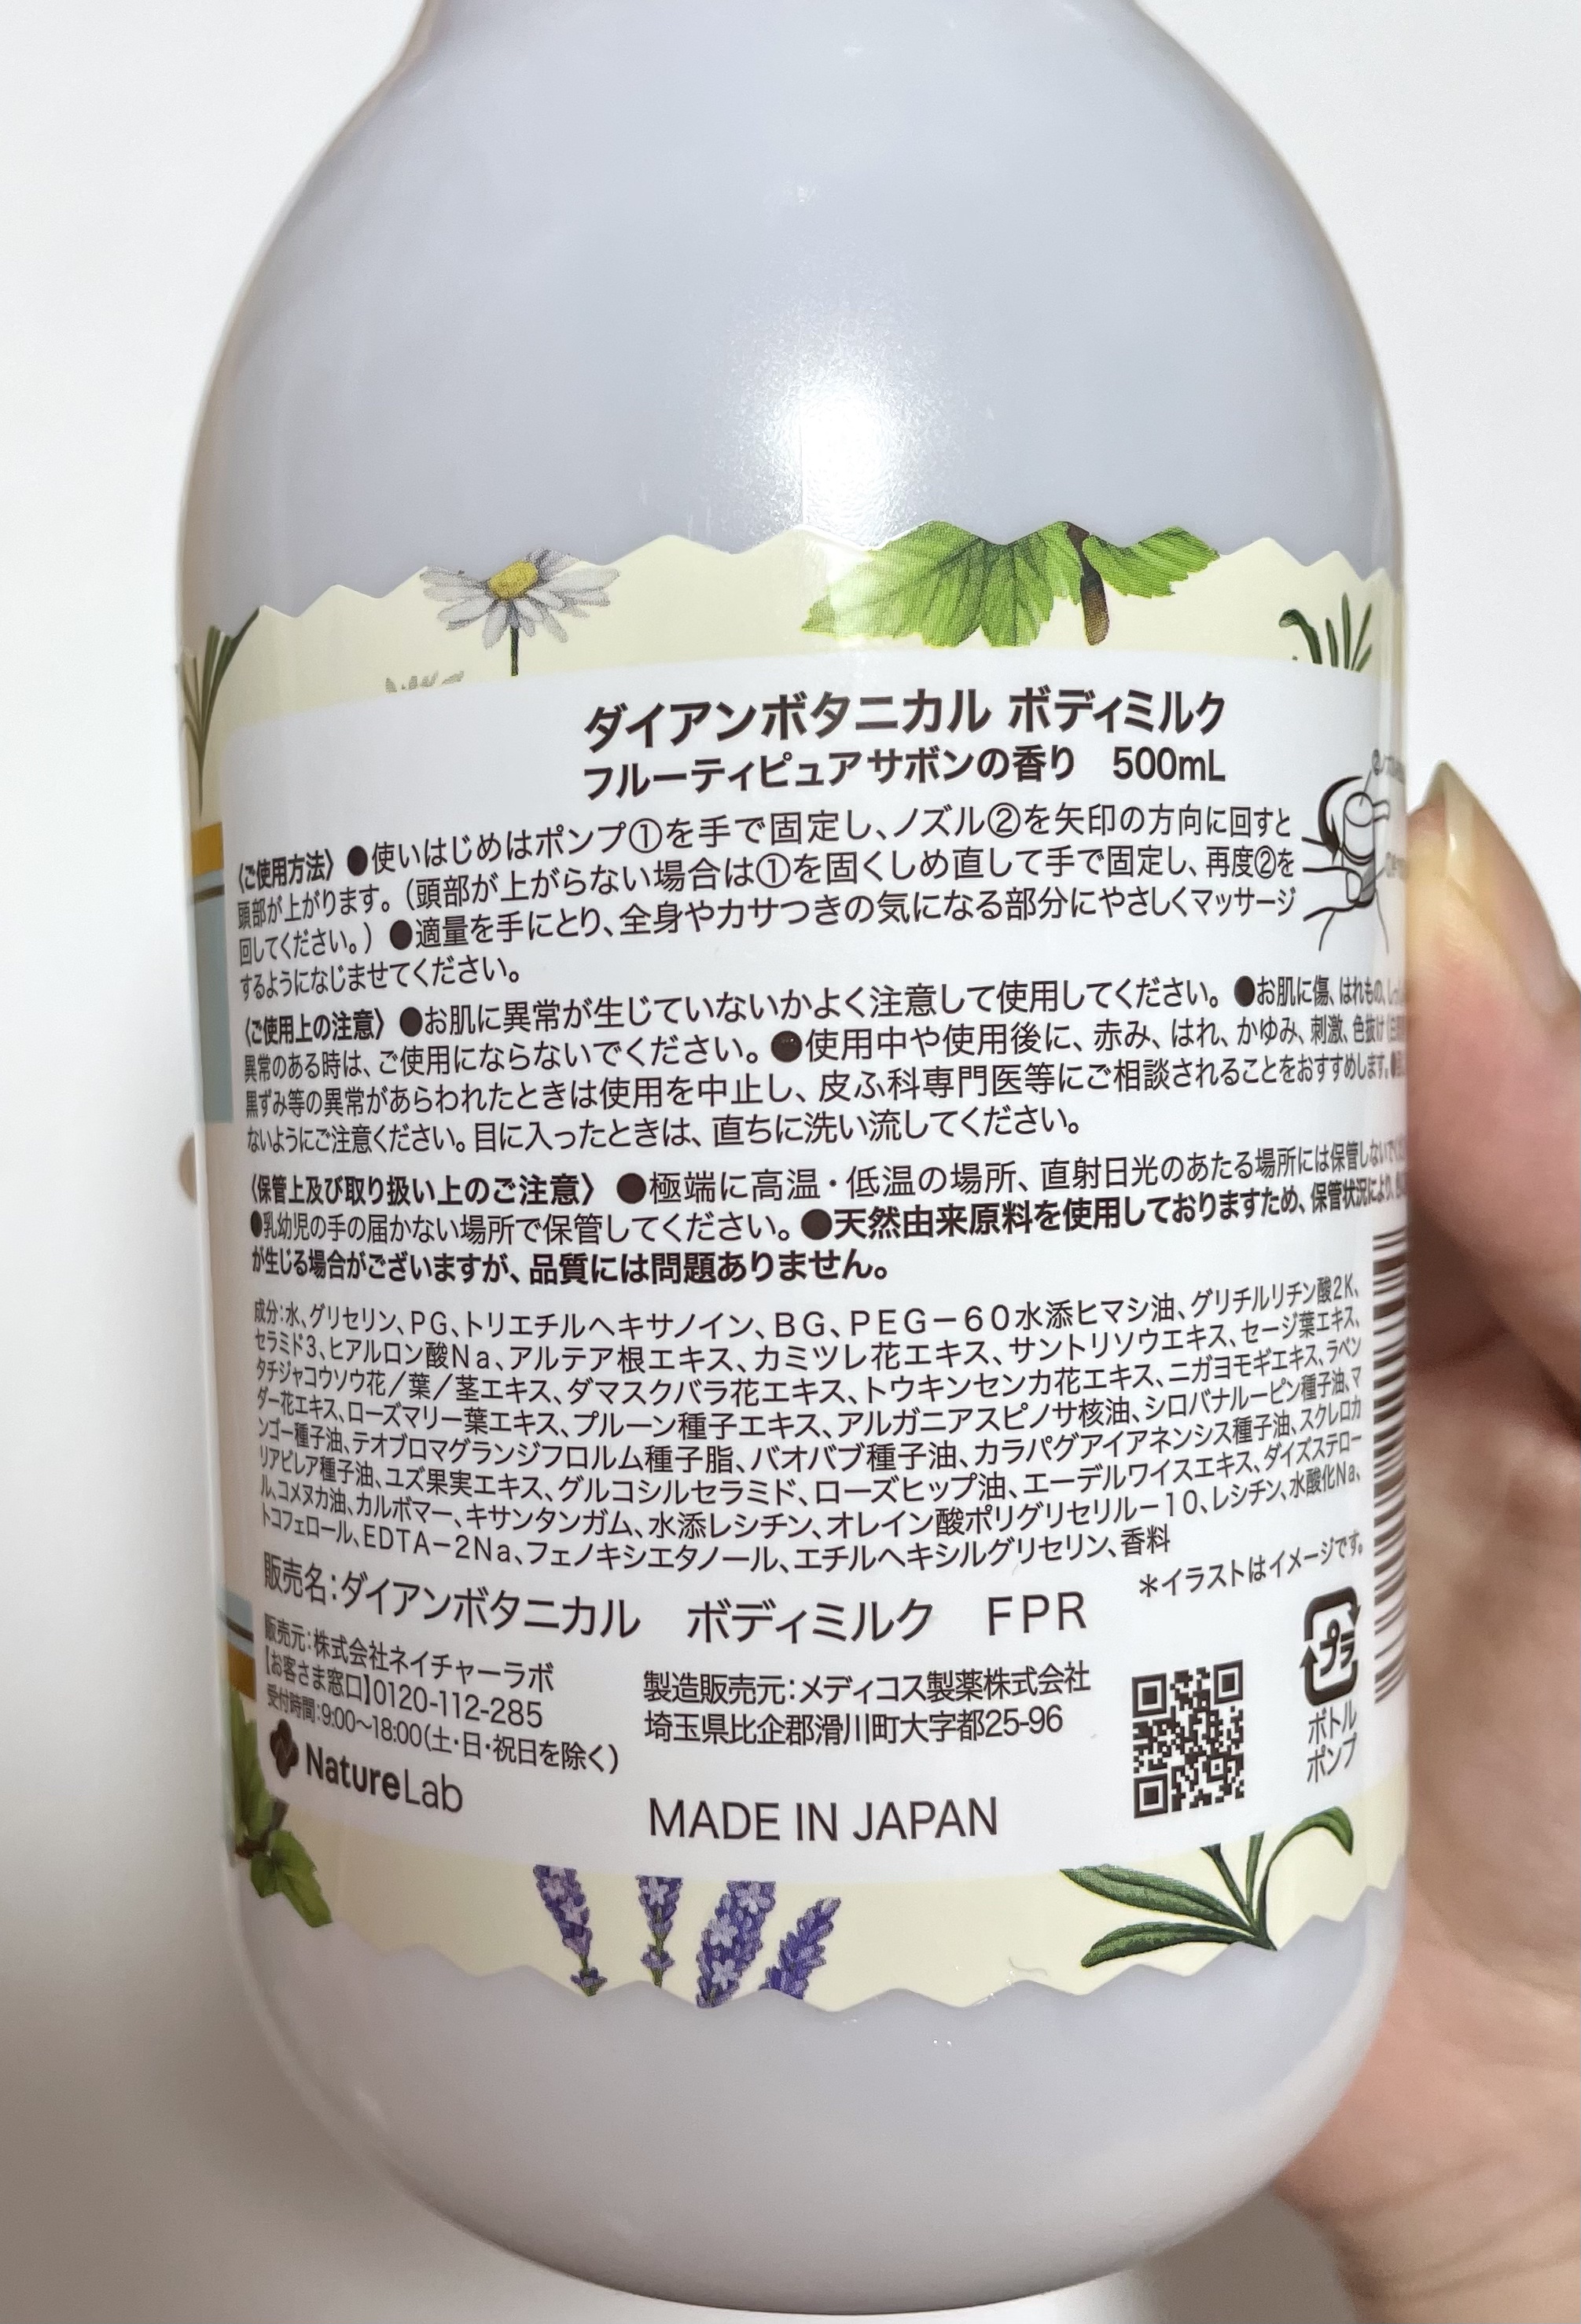 ダイアンボタニカル ボディミルク
フルーティピュアサボンの香り 500mL
〈ご使用方法〉●使いはじめはポンプ①を手で固定し、ノズル②を矢印の方向に回すと
頭部が上がります。（頭部が上がらない場合は①を固くしめ直して手で固定し、再度②を
回してください。）●適量を手にとり、全身やカサつきの気になる部分にやさしくマッサージ
するようになじませてください。
〈ご使用上の注意〉●お肌に異常が生じていないかよく注意して使用してください。●お肌に傷、はれもの、
異常のある時は、ご使用にならないでください。●使用中や使用後に、赤み、はれ、かゆみ、刺激、色抜け
黒ずみ等の異常があらわれたときは使用を中止し、皮ふ科専門医等にご相談されることをおすすめします。
ないようにご注意ください。目に入ったときは、直ちに洗い流してください。
〈保管上及び取り扱い上のご注意〉●極端に高温・低温の場所、直射日光のあたる場所には保管しないで
●乳幼児の手の届かない場所で保管してください。●天然由来原料を使用しておりますため、保管状況により、
が生じる場合がございますが、品質には問題ありません。
成分：水、グリセリン、PG、トリエチルヘキサノイン、BG、PEG－60水添ヒマシ油、グリチルリチン酸2K、
セラミド3、ヒアルロン酸Na、アルテア根エキス、カミツレ花エキス、サントリソウエキス、セージ葉エキス、
タチジャコウソウ花／葉／茎エキス、ダマスクバラ花エキス、トウキンセンカ花エキス、ニガヨモギエキス、ラベン
ダー花エキス、ローズマリー葉エキス、プルーン種子エキス、アルガニアスピノサ核油、シロバナルーピン種子油、マ
ンゴー種子油、テオブロマグランジフロルム種子脂、バオバブ種子油、カラパグアイアネンシス種子油、スクレロカ
リアビレア種子油、ユズ果実エキス、グルコシルセラミド、ローズヒップ油、エーデルワイスエキス、ダイズステロー
ル、コメヌカ油、カルボマー、キサンタンガム、水添レシチン、オレイン酸ポリグリセリル－10、レシチン、水酸化Na、
トコフェロール、EDTA－2Na、フェノキシエタノール、エチルヘキシルグリセリン、香料
＊イラストはイメージです。
販売名：ダイアンボタニカル ボディミルク FPR
販売元：株式会社ネイチャーラボ
【お客さま窓口】0120-112-285
受付時間：9:00～18:00（土・日・祝日を除く）
NatureLab
製造販売元：メディコス製薬株式会社
埼玉県比企郡滑川町大字都25-96
MADE IN JAPAN
プラ
ボトル
ポンプ